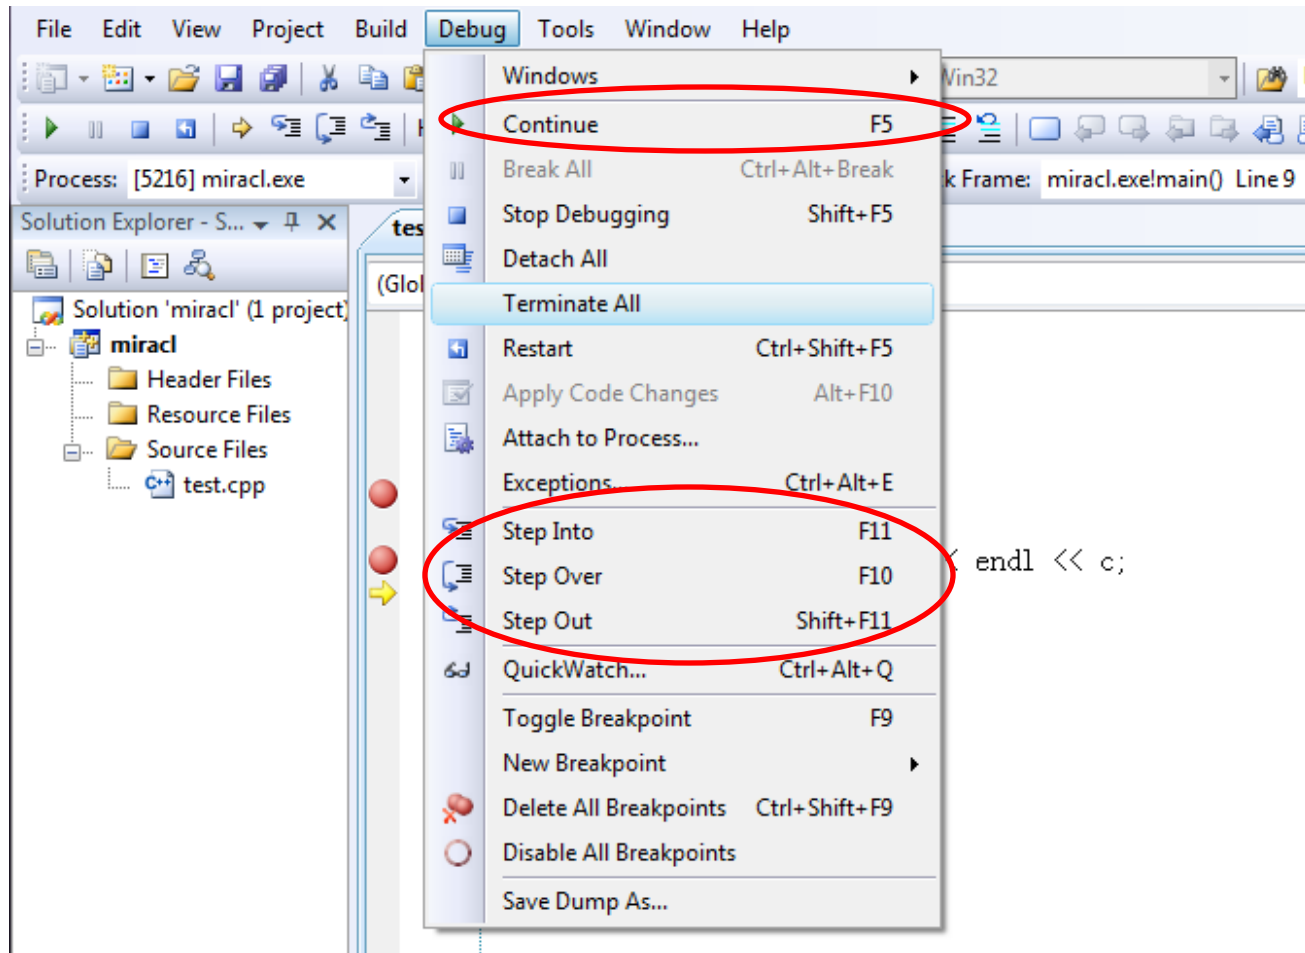 File Edit View Project Build Debug Tools Window Help
Win32
Process: [5216] miracl.exe
Frame: miracl.exe!main() Line 9
Solution Explorer - S...
Solution 'miracl' (1 project)
miracl
Header Files
Resource Files
Source Files
test.cpp
Windows
Continue F5
Break All Ctrl+Alt+Break
Stop Debugging Shift+F5
Detach All
Terminate All
Restart Ctrl+Shift+F5
Apply Code Changes Alt+F10
Attach to Process...
Exceptions... Ctrl+Alt+E
Step Into F11
Step Over F10
Step Out Shift+F11
QuickWatch... Ctrl+Alt+Q
Toggle Breakpoint F9
New Breakpoint
Delete All Breakpoints Ctrl+Shift+F9
Disable All Breakpoints
Save Dump As...
endl << c;